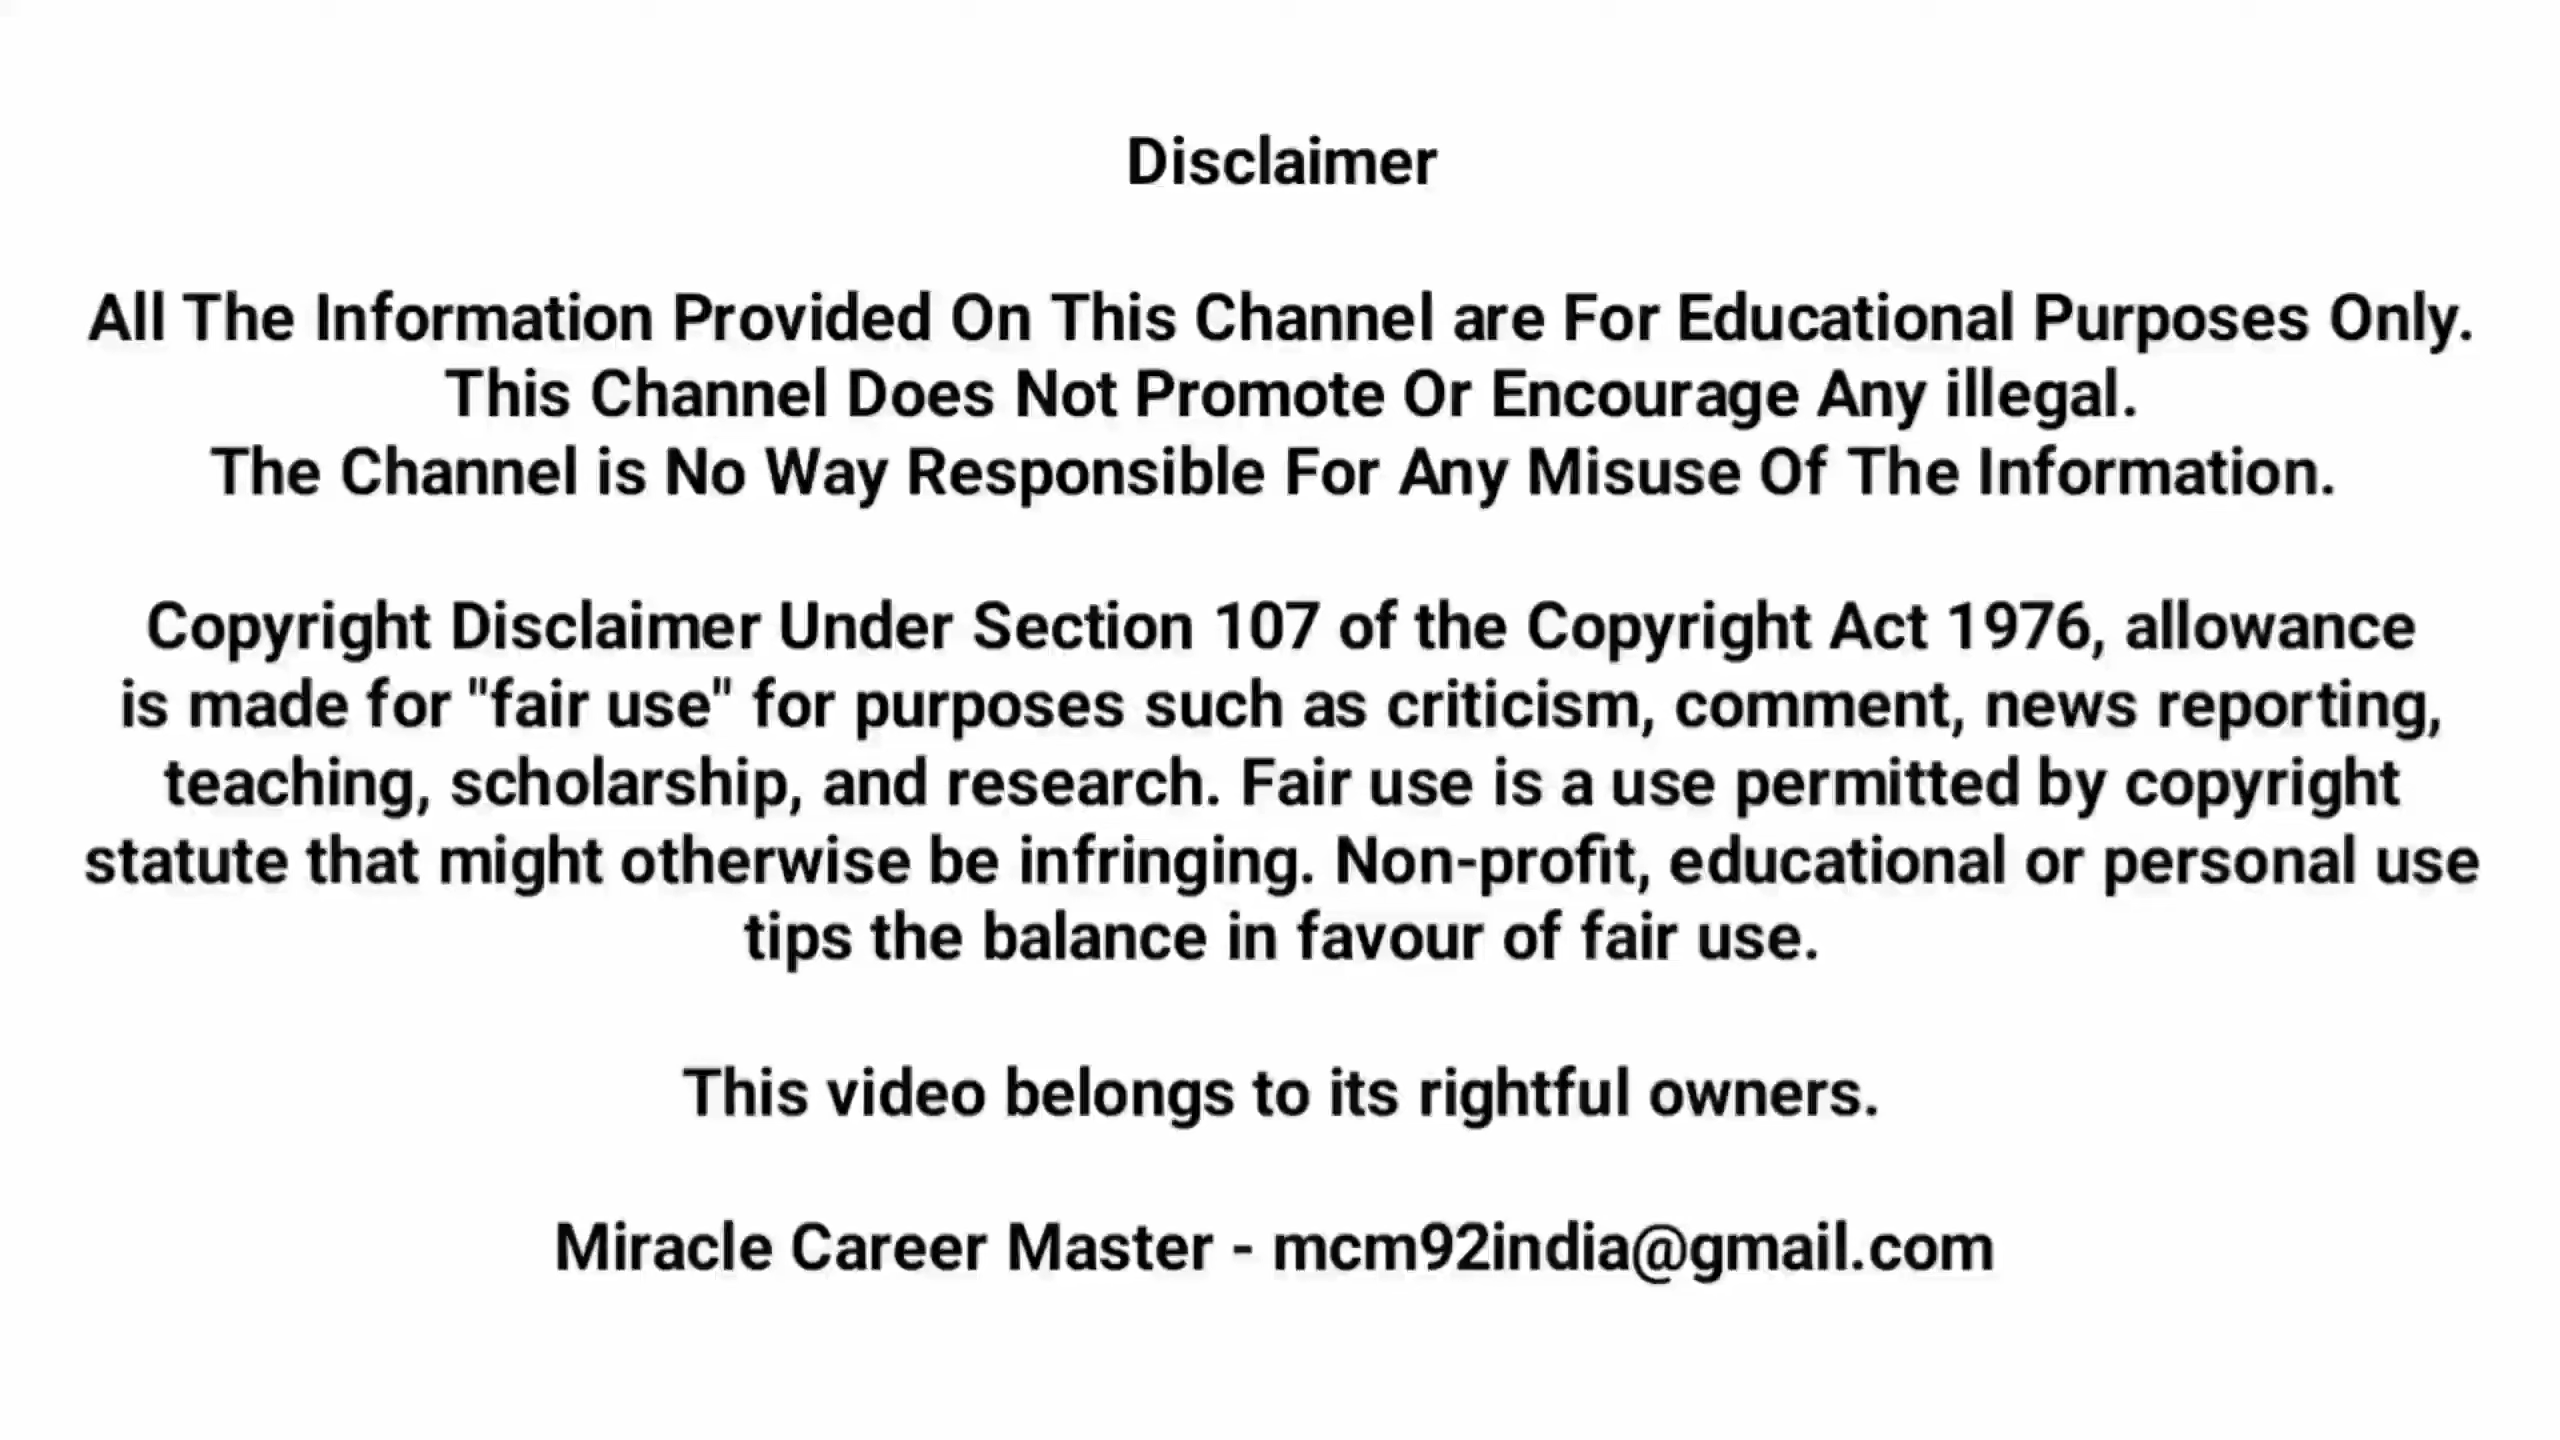 Disclaimer
All The Information Provided On This Channel are For Educational Purposes Only.
This Channel Does Not Promote Or Encourage Any illegal.
The Channel is No Way Responsible For Any Misuse Of The Information.
Copyright Disclaimer Under Section 107 of the Copyright Act 1976, allowance
is made for "fair use" for purposes such as criticism, comment, news reporting,
teaching, scholarship, and research. Fair use is a use permitted by copyright
statute that might otherwise be infringing. Non-profit, educational or personal use
tips the balance in favour of fair use.
This video belongs to its rightful owners.
Miracle Career Master - mcm92india@gmail.com